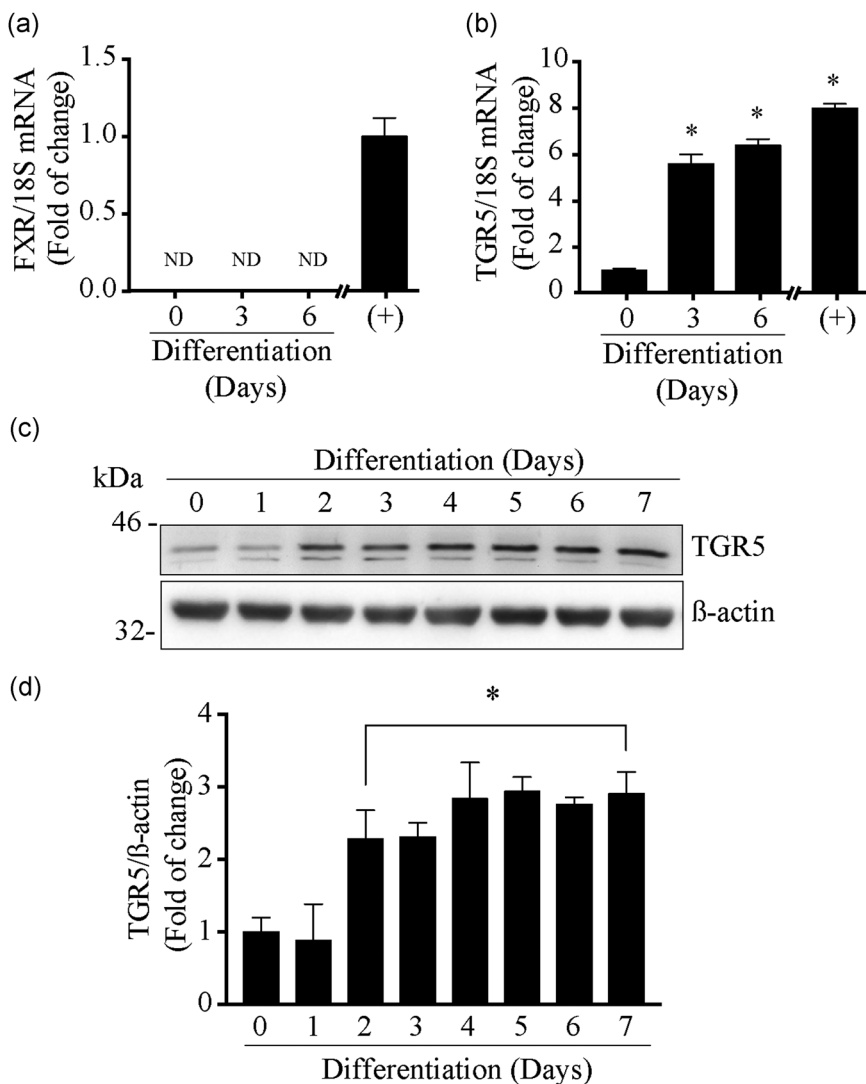 (a)
FXR/18S mRNA
(Fold of change)
1.5
1.0
0.5
0.0
ND ND ND
0 3 6 (+)
Differentiation
(Days)
(b)
TGR5/18S mRNA
(Fold of change)
10
8
6
4
2
0
* * *
0 3 6 (+)
Differentiation
(Days)
(c)
Differentiation (Days)
kDa
0 1 2 3 4 5 6 7
46 -
TGR5
ß-actin
32-
(d)
TGR5/ß-actin
(Fold of change)
4
3
2
1
0
*
0 1 2 3 4 5 6 7
Differentiation (Days)